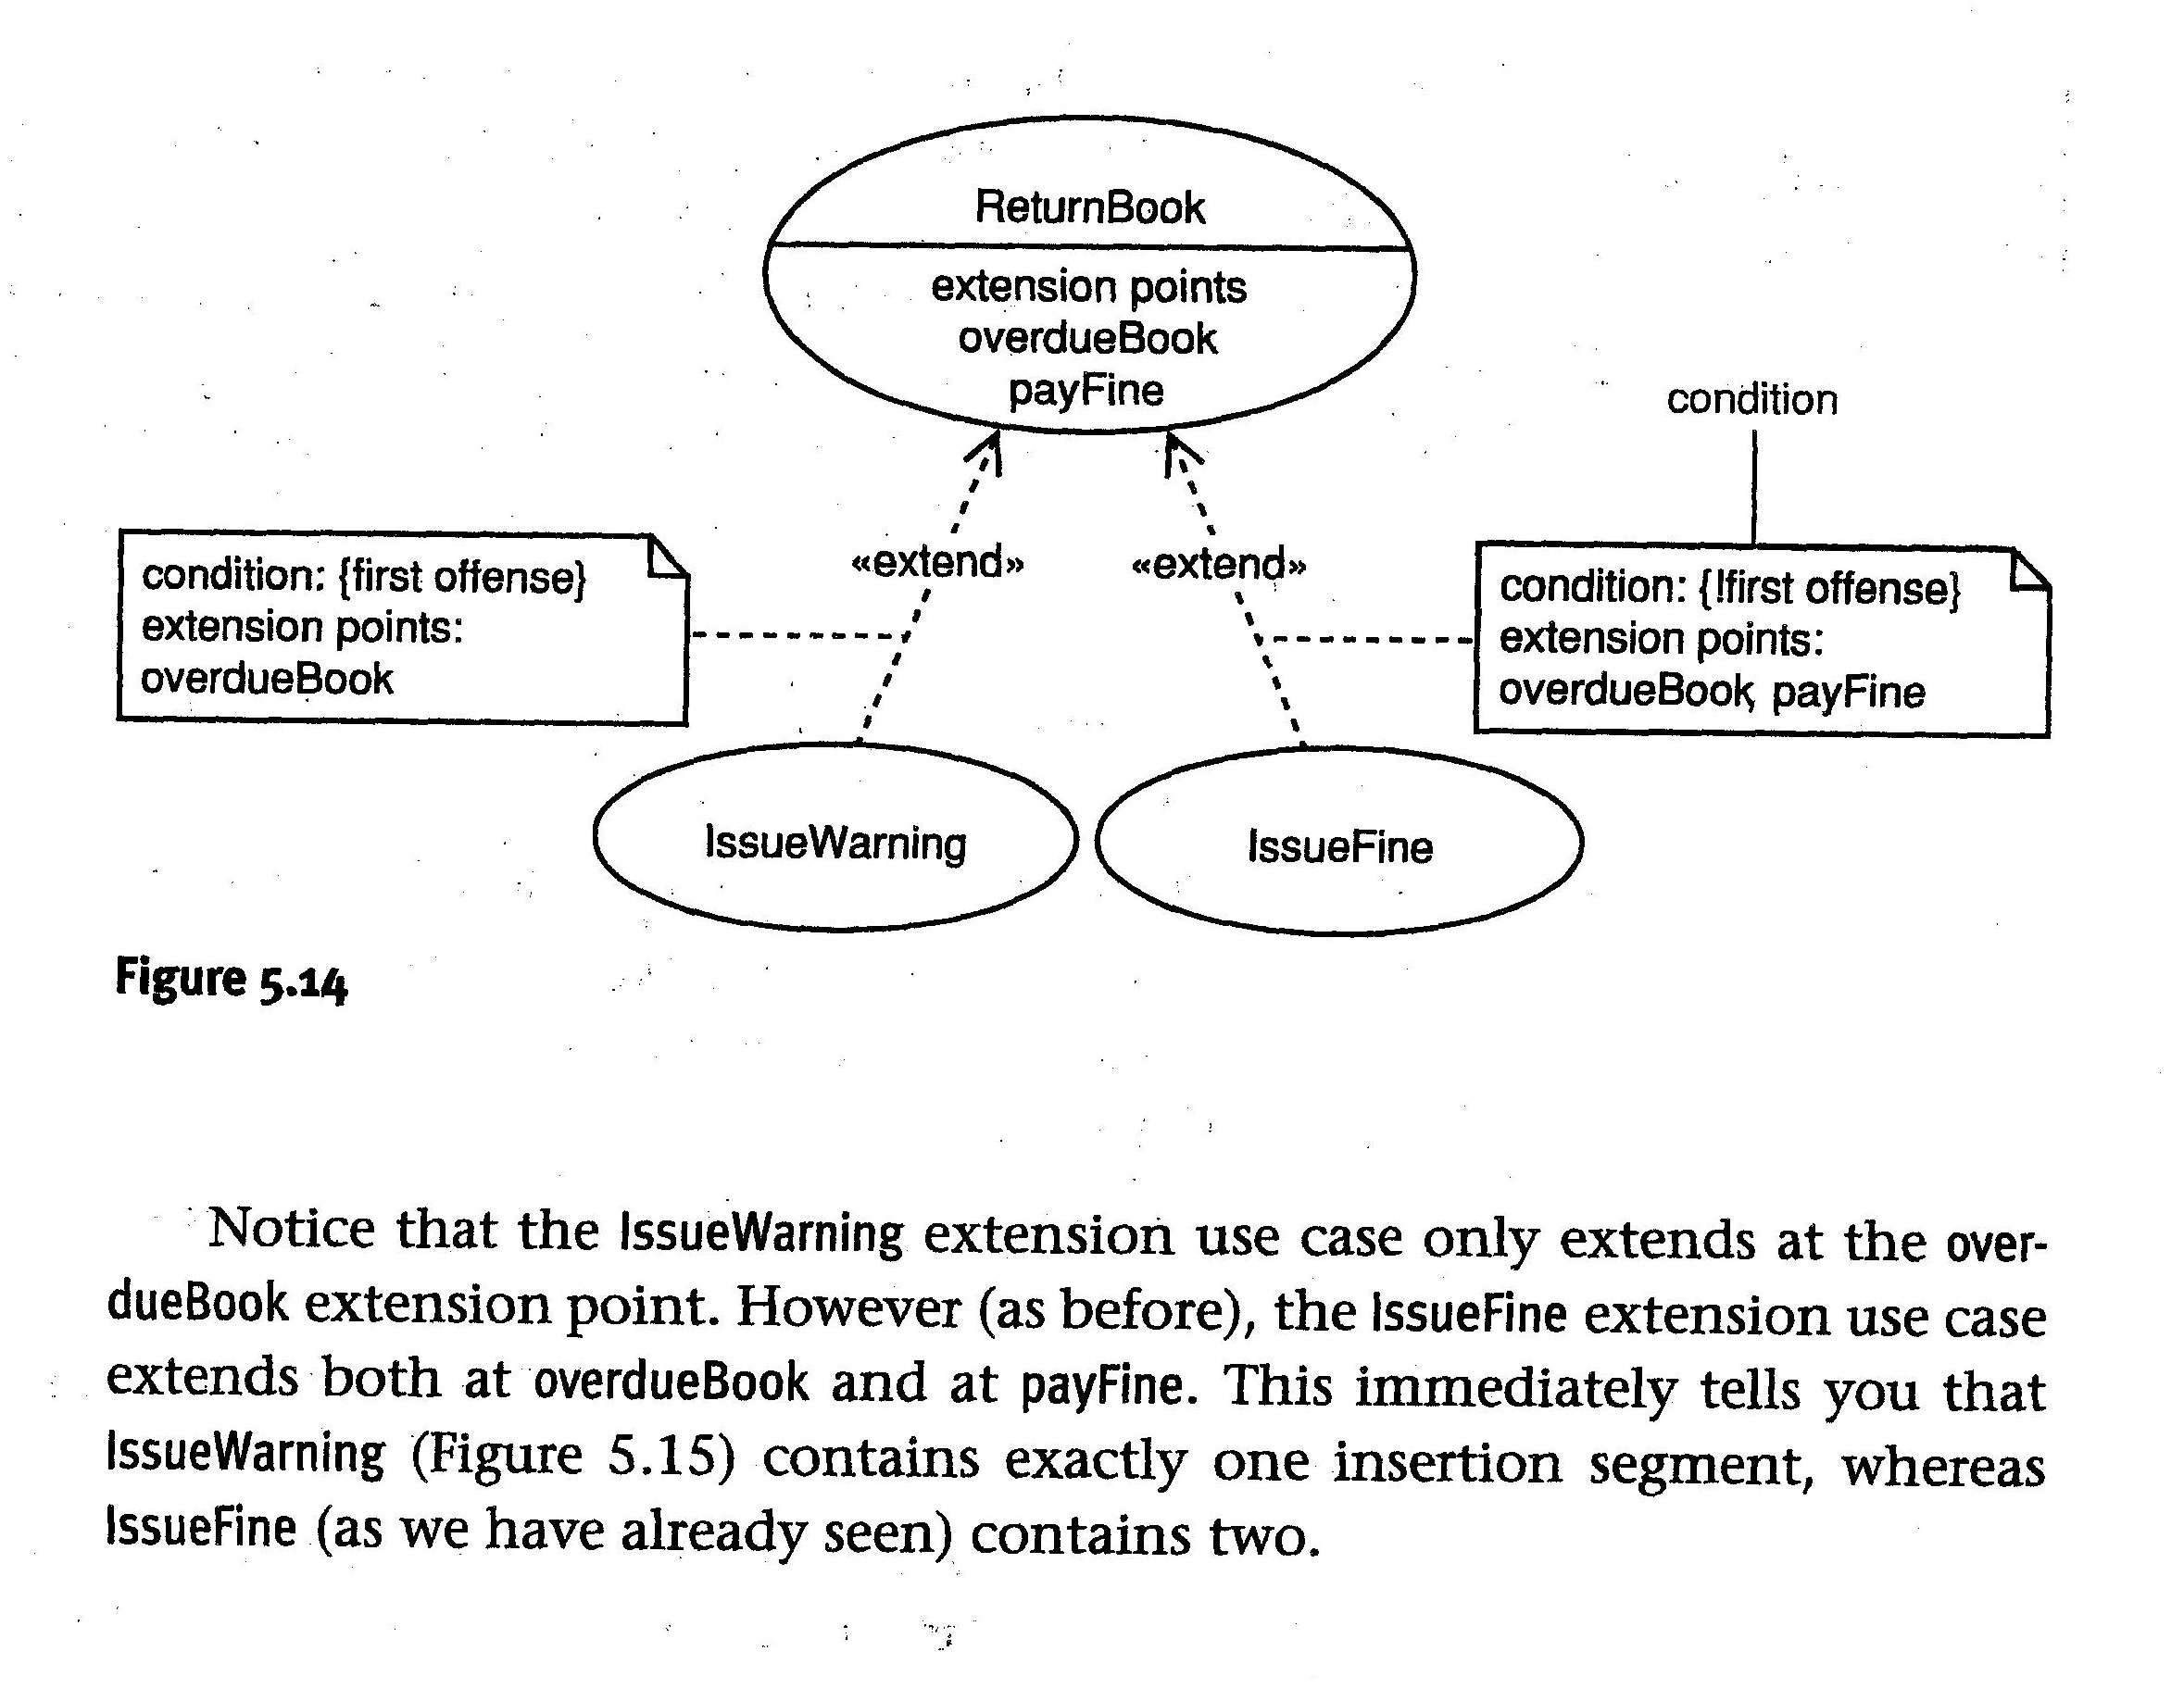 ReturnBook
extension points
overdueBook
payFine
condition
«extend»
«extend»
condition: {first offense}
extension points:
overdueBook
condition: {!first offense}
extension points:
overdueBook, payFine
IssueWarning
IssueFine
Figure 5.14
Notice that the IssueWarning extension use case only extends at the over-
dueBook extension point. However (as before), the IssueFine extension use case
extends both at overdueBook and at payFine. This immediately tells you that
IssueWarning (Figure 5.15) contains exactly one insertion segment, whereas
IssueFine (as we have already seen) contains two.